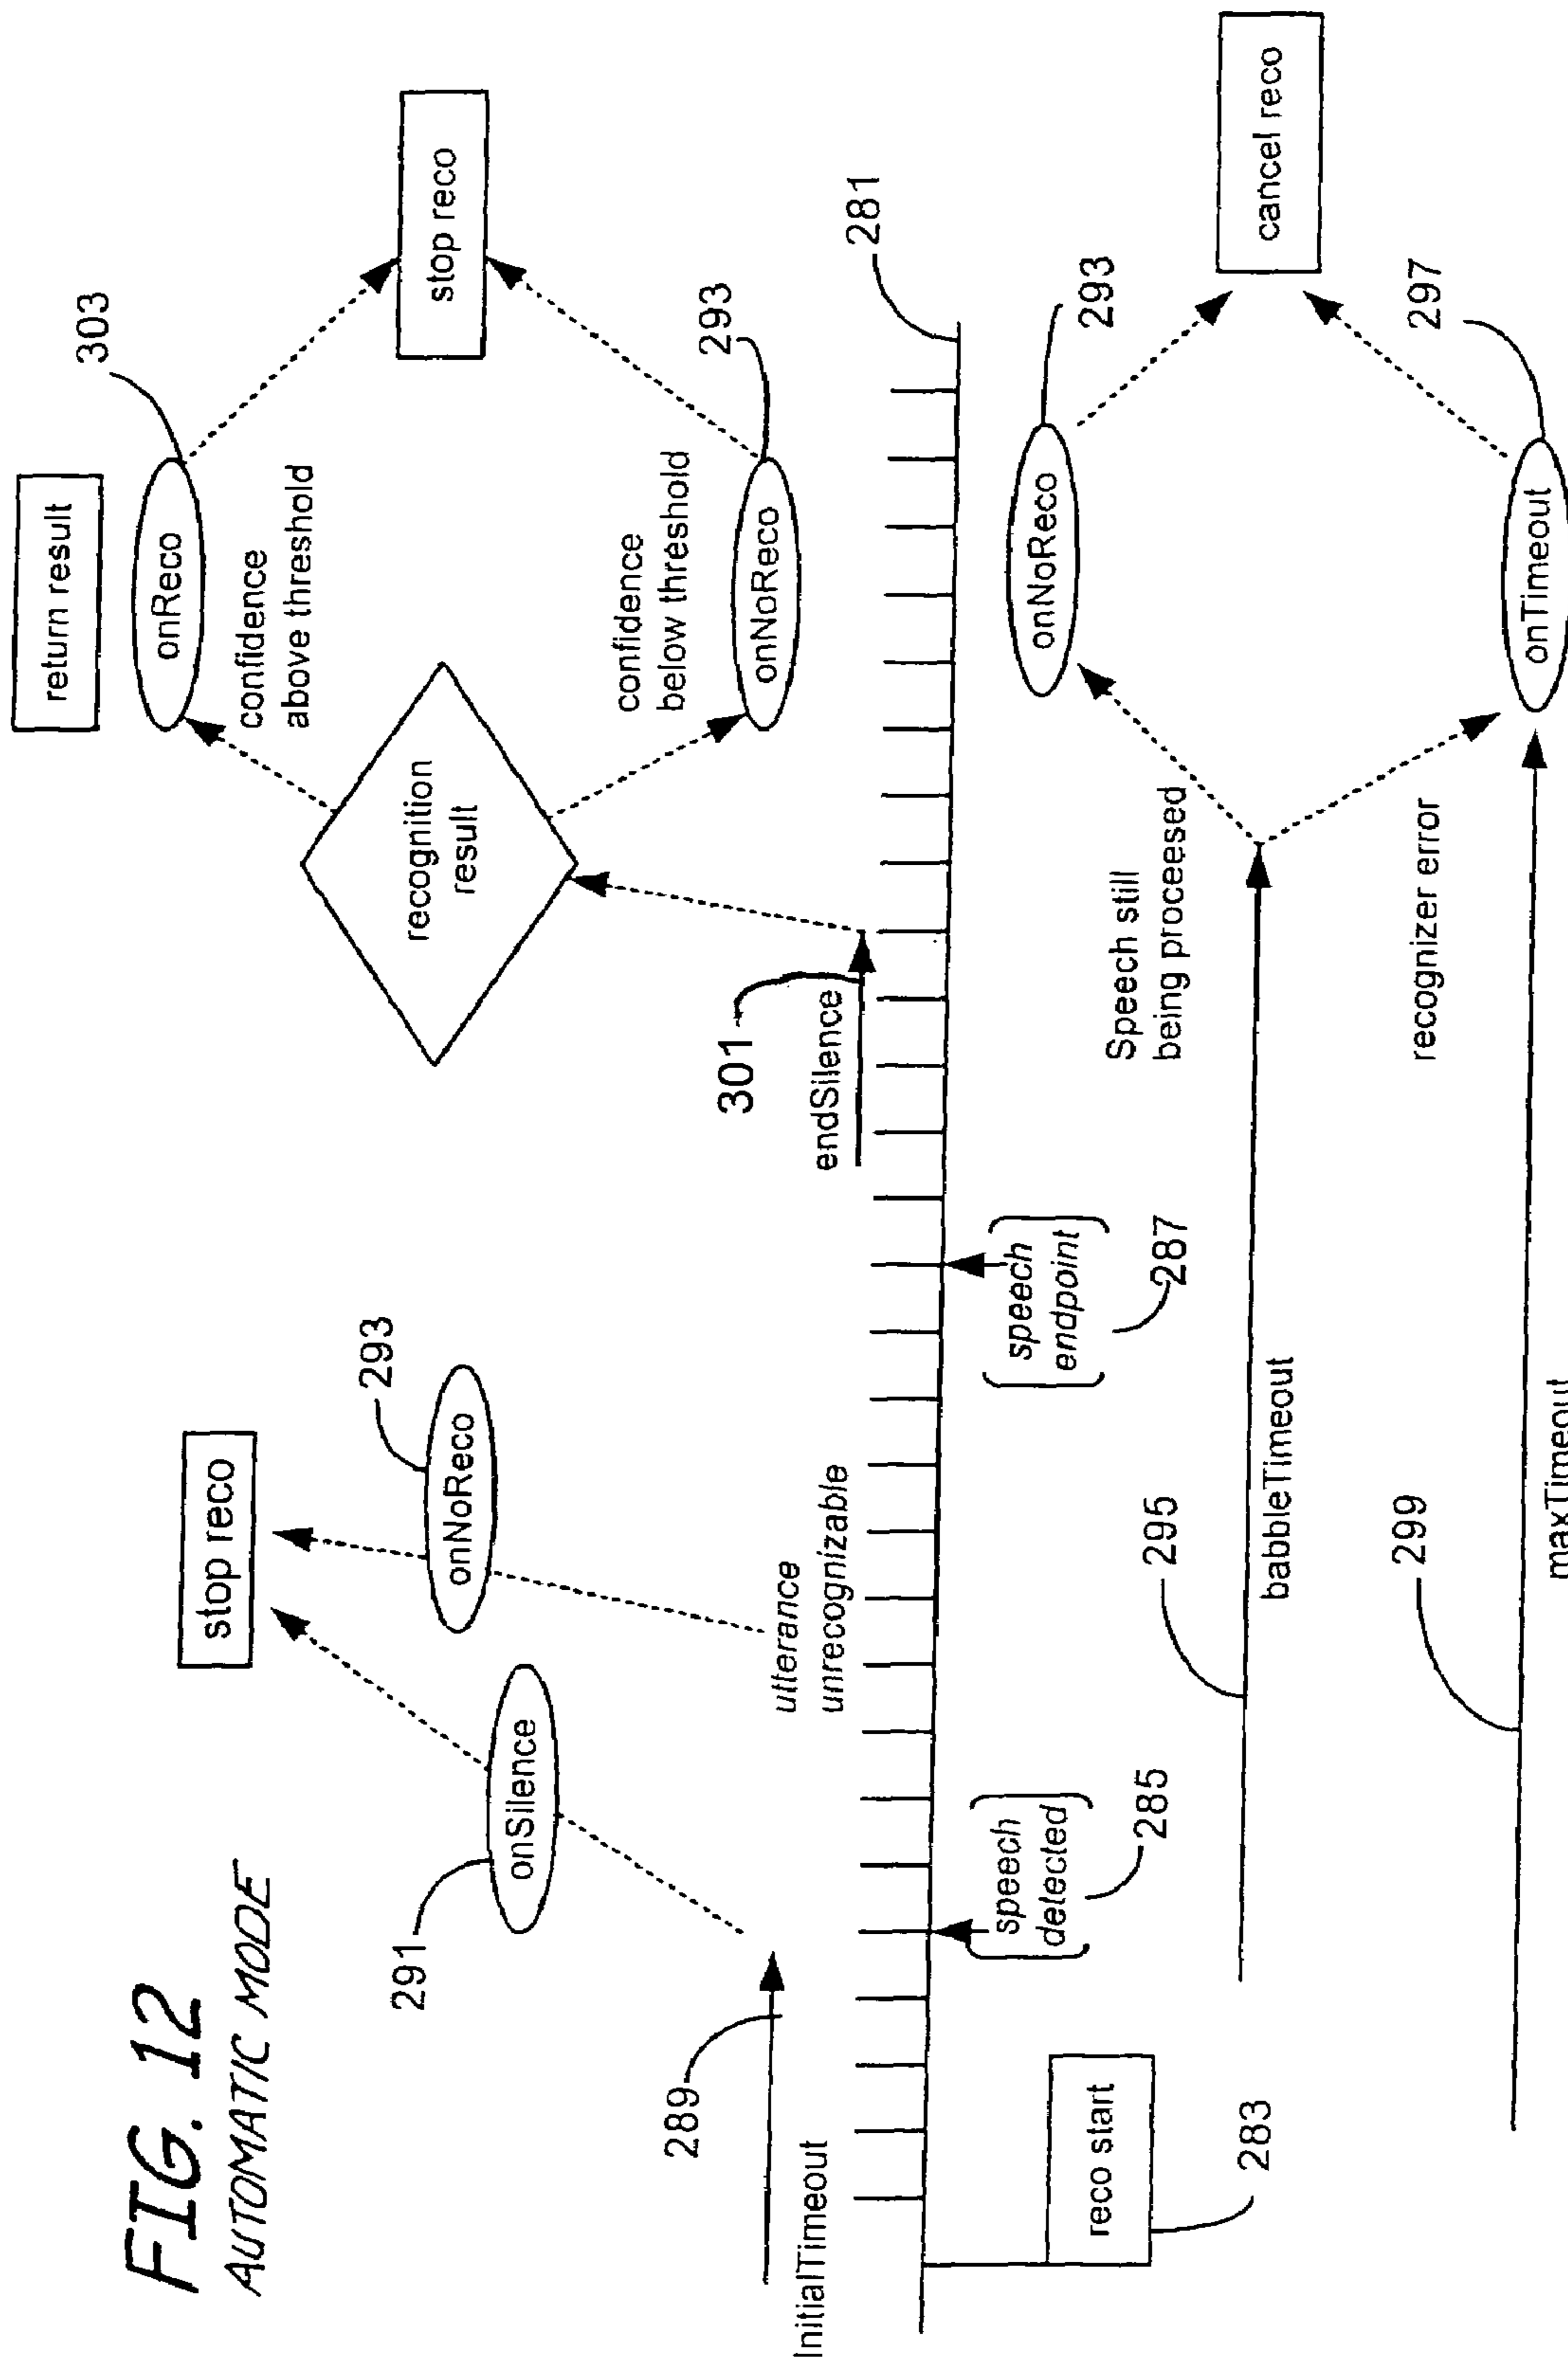 FIG. 12
AUTOMATIC MODE
stop reco
291
onSilence
293
onNoReco
utterance
unrecognizable
289
InitialTimeout
return result
303
onReco
confidence
above threshold
recognition
result
stop reco
confidence
below threshold
293
onNoReco
301
endSilence
281
reco start
283
speech
detected
285
speech
endpoint
287
295
babbleTimeout
Speech still
being proceesed
293
onNoReco
cancel reco
recognizer error
297
onTimeout
299
maxTimeout